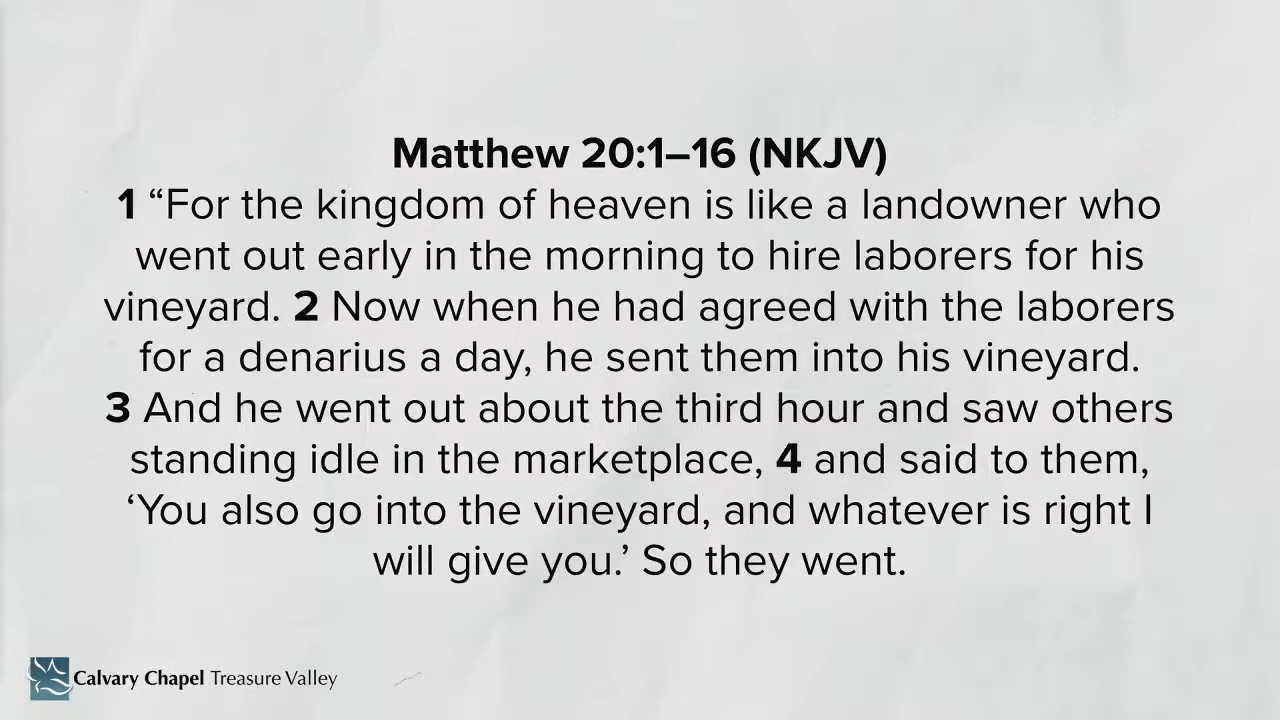 Matthew 20:1–16 (NKJV)
1 “For the kingdom of heaven is like a landowner who
went out early in the morning to hire laborers for his
vineyard. 2 Now when he had agreed with the laborers
for a denarius a day, he sent them into his vineyard.
3 And he went out about the third hour and saw others
standing idle in the marketplace, 4 and said to them,
‘You also go into the vineyard, and whatever is right I
will give you.’ So they went.
Calvary Chapel Treasure Valley